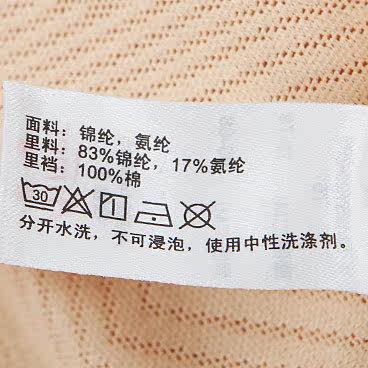 面料：锦纶，氨纶
里料：83%锦纶，17%氨纶
里裆：100%棉
30
分开水洗，不可浸泡，使用中性洗涤剂。